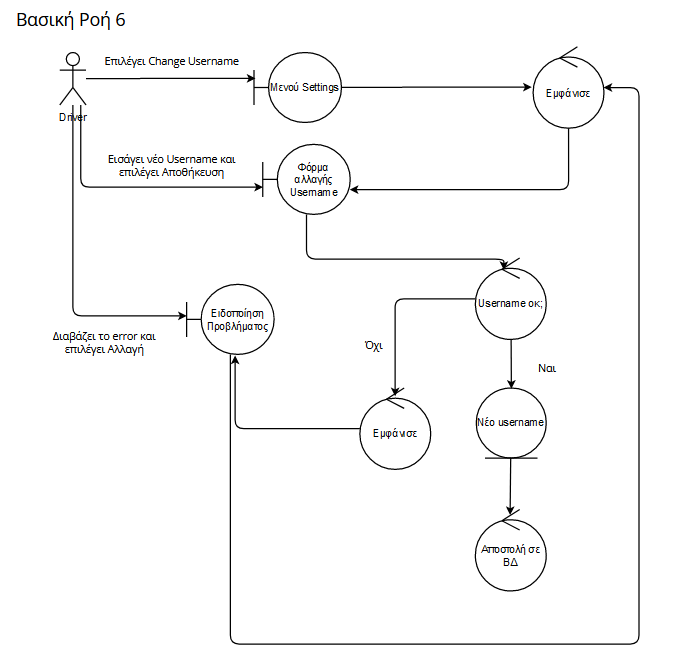 Βασική Ροή 6
Επιλέγει Change Username
Μενού Settings
Εμφάνισε
Driver
Εισάγει νέο Username και
επιλέγει Αποθήκευση
Φόρμα
αλλαγής
Username
Username οκ;
Ειδοποίηση
Προβλήματος
Διαβάζει το error και
επιλέγει Αλλαγή
Όχι
Ναι
Εμφάνισε
Νέο username
Αποστολή σε
ΒΔ